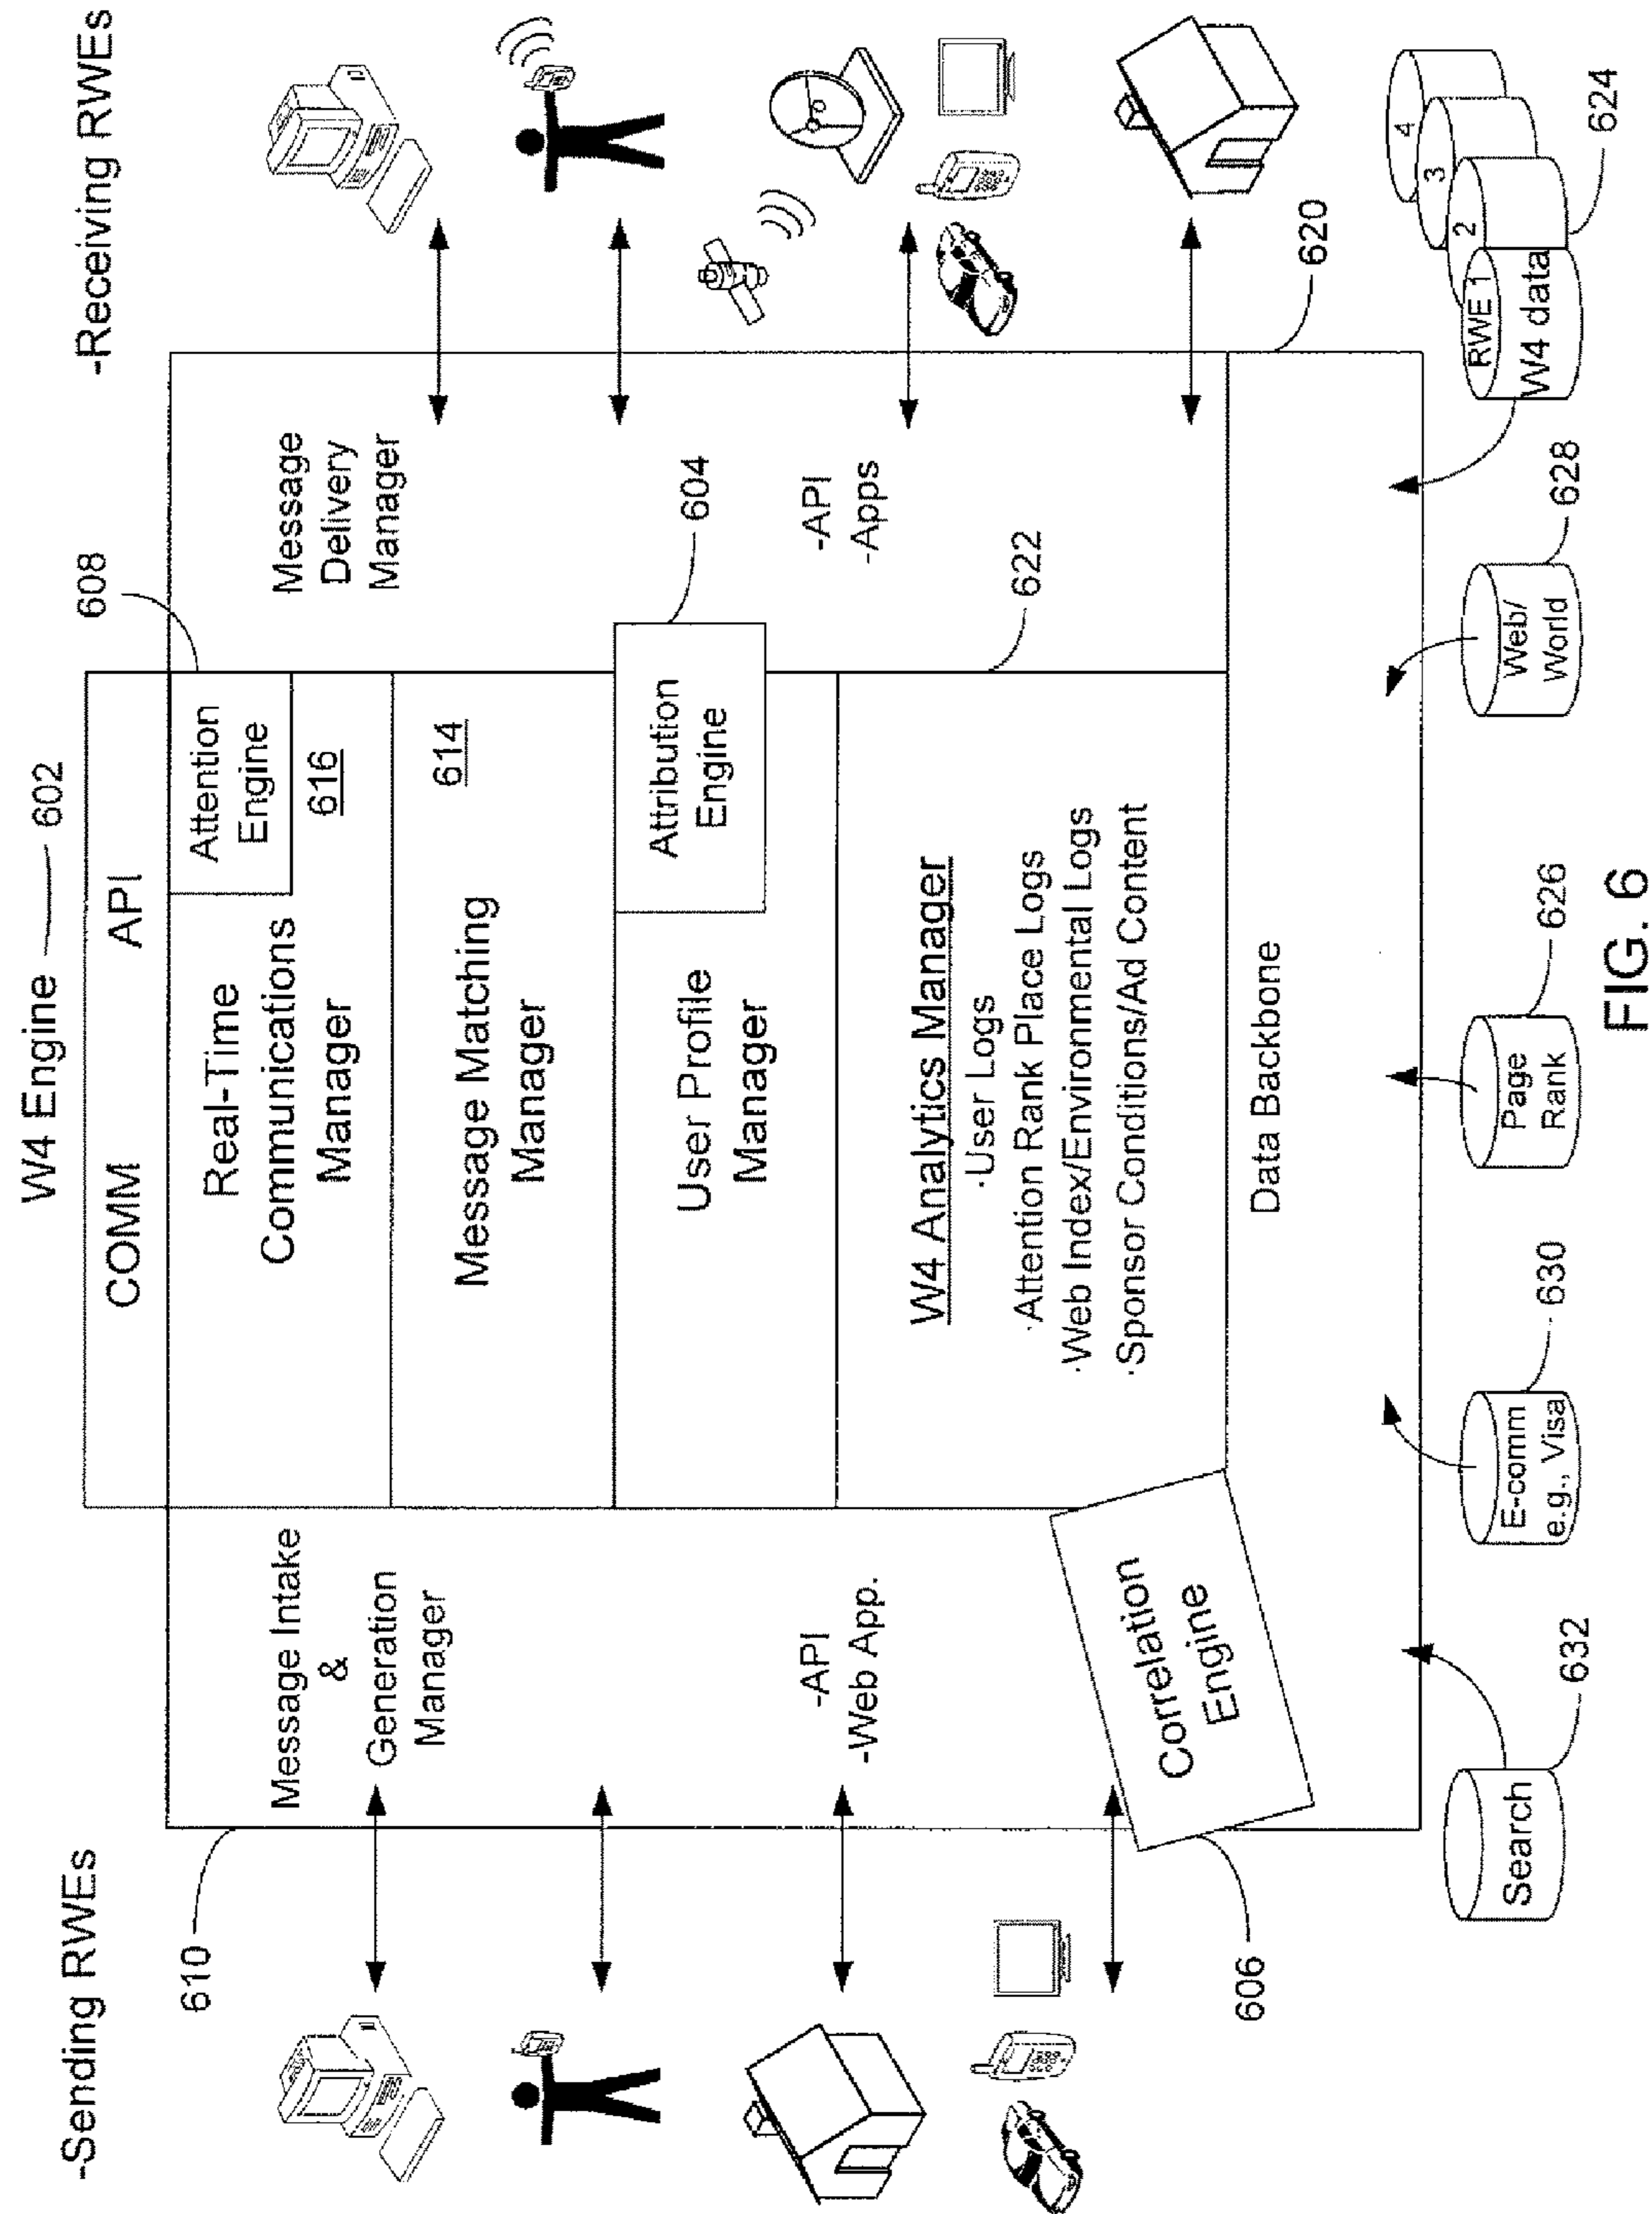 W4 Engine 602
-Sending RWEs
-Receiving RWEs
COMM API
608
610
Message Intake
&
Generation
Manager
-API
-Web App.
Real-Time
Communications
Manager
Attention
Engine
616
Message Matching
Manager
614
User Profile
Manager
Attribution
Engine
604
W4 Analytics Manager
·User Logs
·Attention Rank Place Logs
·Web Index/Environmental Logs
·Sponsor Conditions/Ad Content
622
Message
Delivery
Manager
-API
-Apps
Correlation
Engine
606
Data Backbone
620
Search
632
E-comm
e.g., Visa
630
Page
Rank
626
Web/
World
628
RWE 1
W4 data
2
3
4
624
FIG. 6